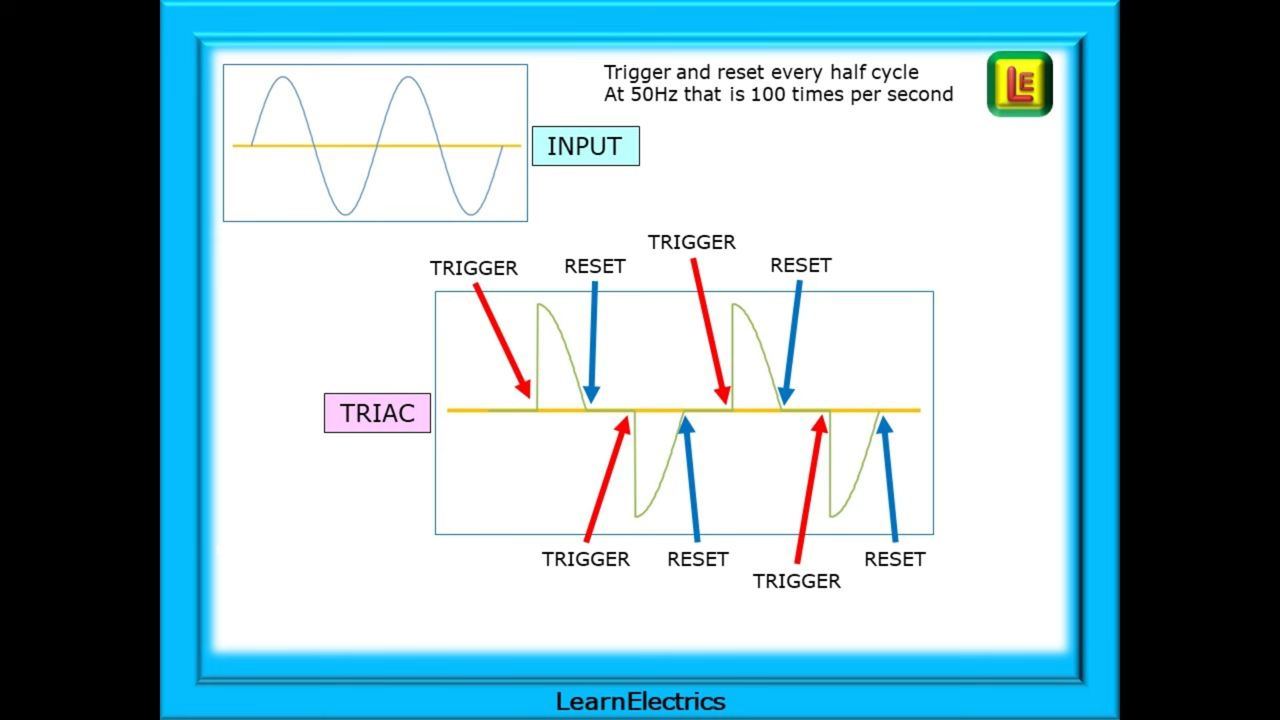 Trigger and reset every half cycle
At 50Hz that is 100 times per second
LE
INPUT
TRIGGER
TRIGGER
RESET
RESET
TRIAC
TRIGGER
RESET
TRIGGER
RESET
LearnElectrics